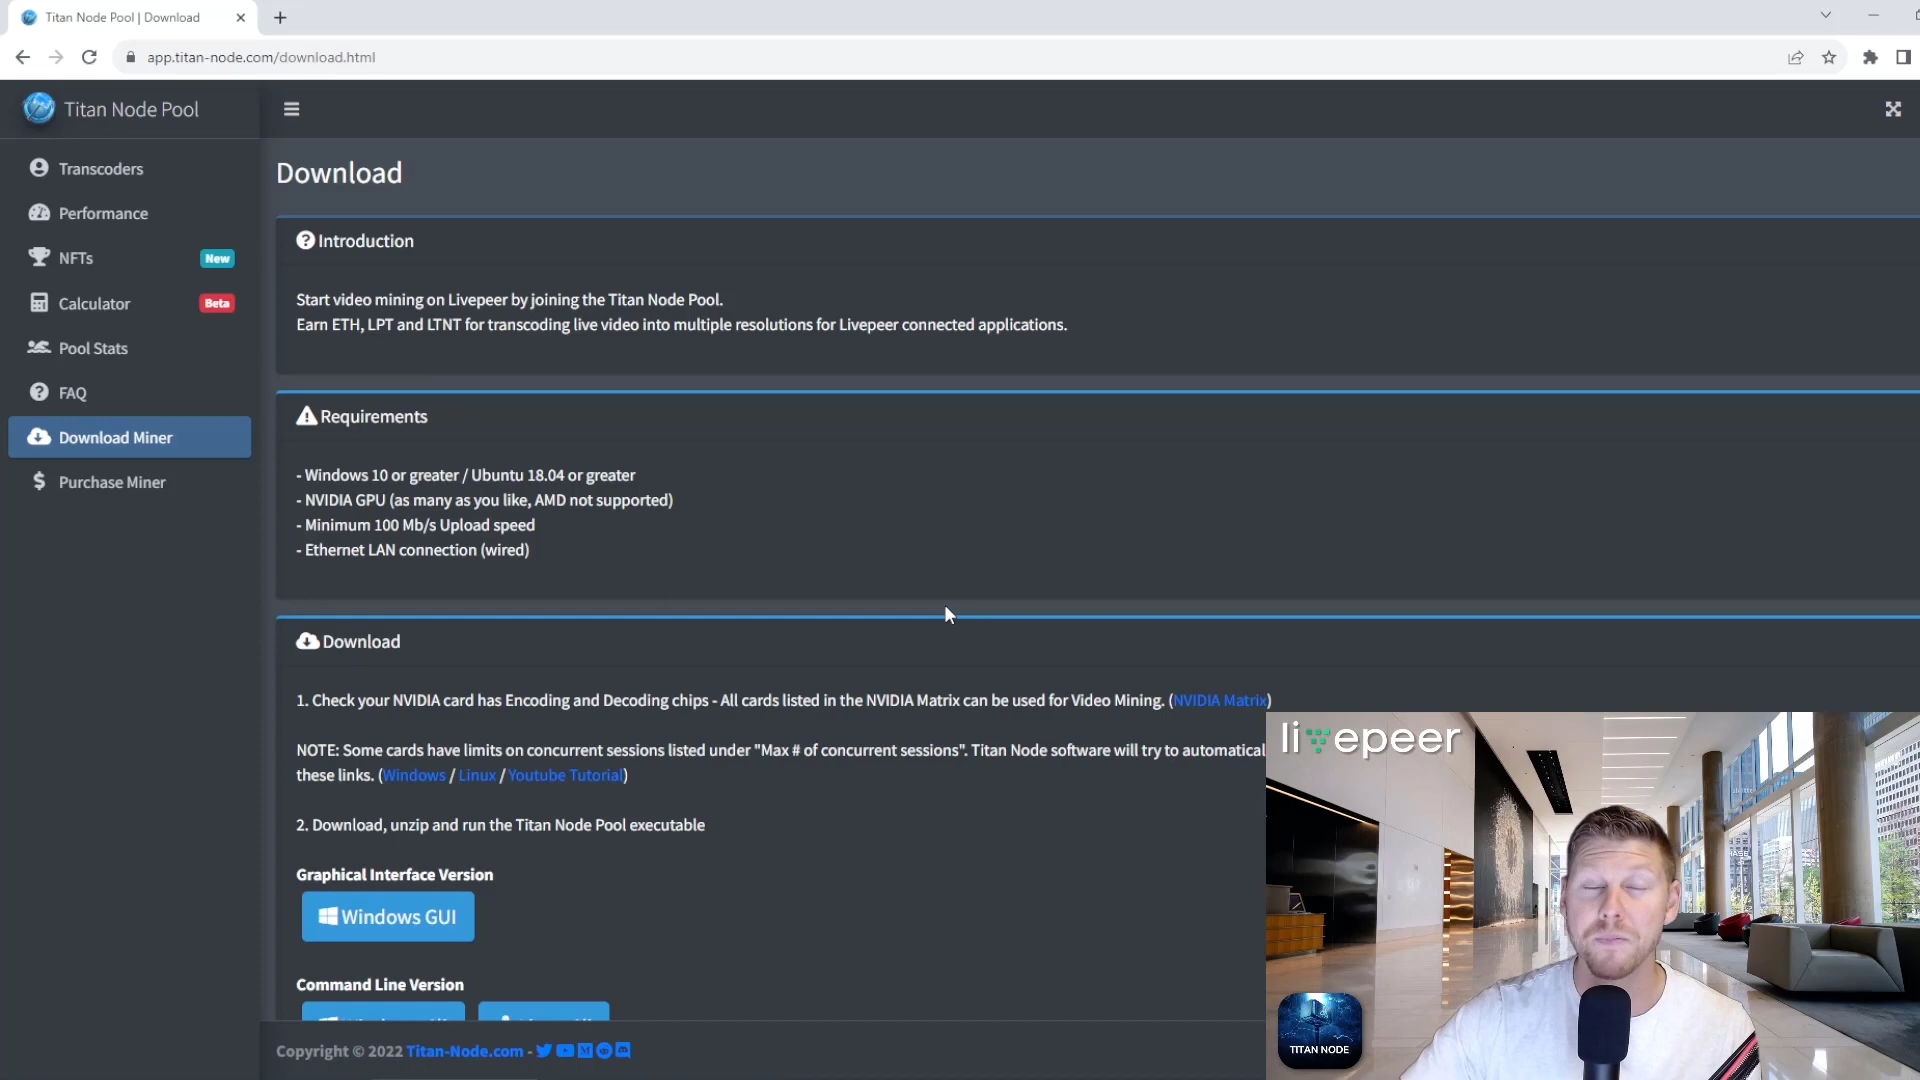 Titan Node Pool | Download
app.titan-node.com/download.html
Titan Node Pool
Transcoders
Performance
NFTs New
Calculator Beta
Pool Stats
FAQ
Download Miner
Purchase Miner
Download
Introduction
Start video mining on Livepeer by joining the Titan Node Pool.
Earn ETH, LPT and LTNT for transcoding live video into multiple resolutions for Livepeer connected applications.
Requirements
- Windows 10 or greater / Ubuntu 18.04 or greater
- NVIDIA GPU (as many as you like, AMD not supported)
- Minimum 100 Mb/s Upload speed
- Ethernet LAN connection (wired)
Download
1. Check your NVIDIA card has Encoding and Decoding chips - All cards listed in the NVIDIA Matrix can be used for Video Mining. (NVIDIA Matrix)
NOTE: Some cards have limits on concurrent sessions listed under "Max # of concurrent sessions". Titan Node software will try to automatical
these links. (Windows / Linux / Youtube Tutorial)
2. Download, unzip and run the Titan Node Pool executable
Graphical Interface Version
Windows GUI
Command Line Version
Copyright © 2022 Titan-Node.com -
livepeer
TITAN NODE